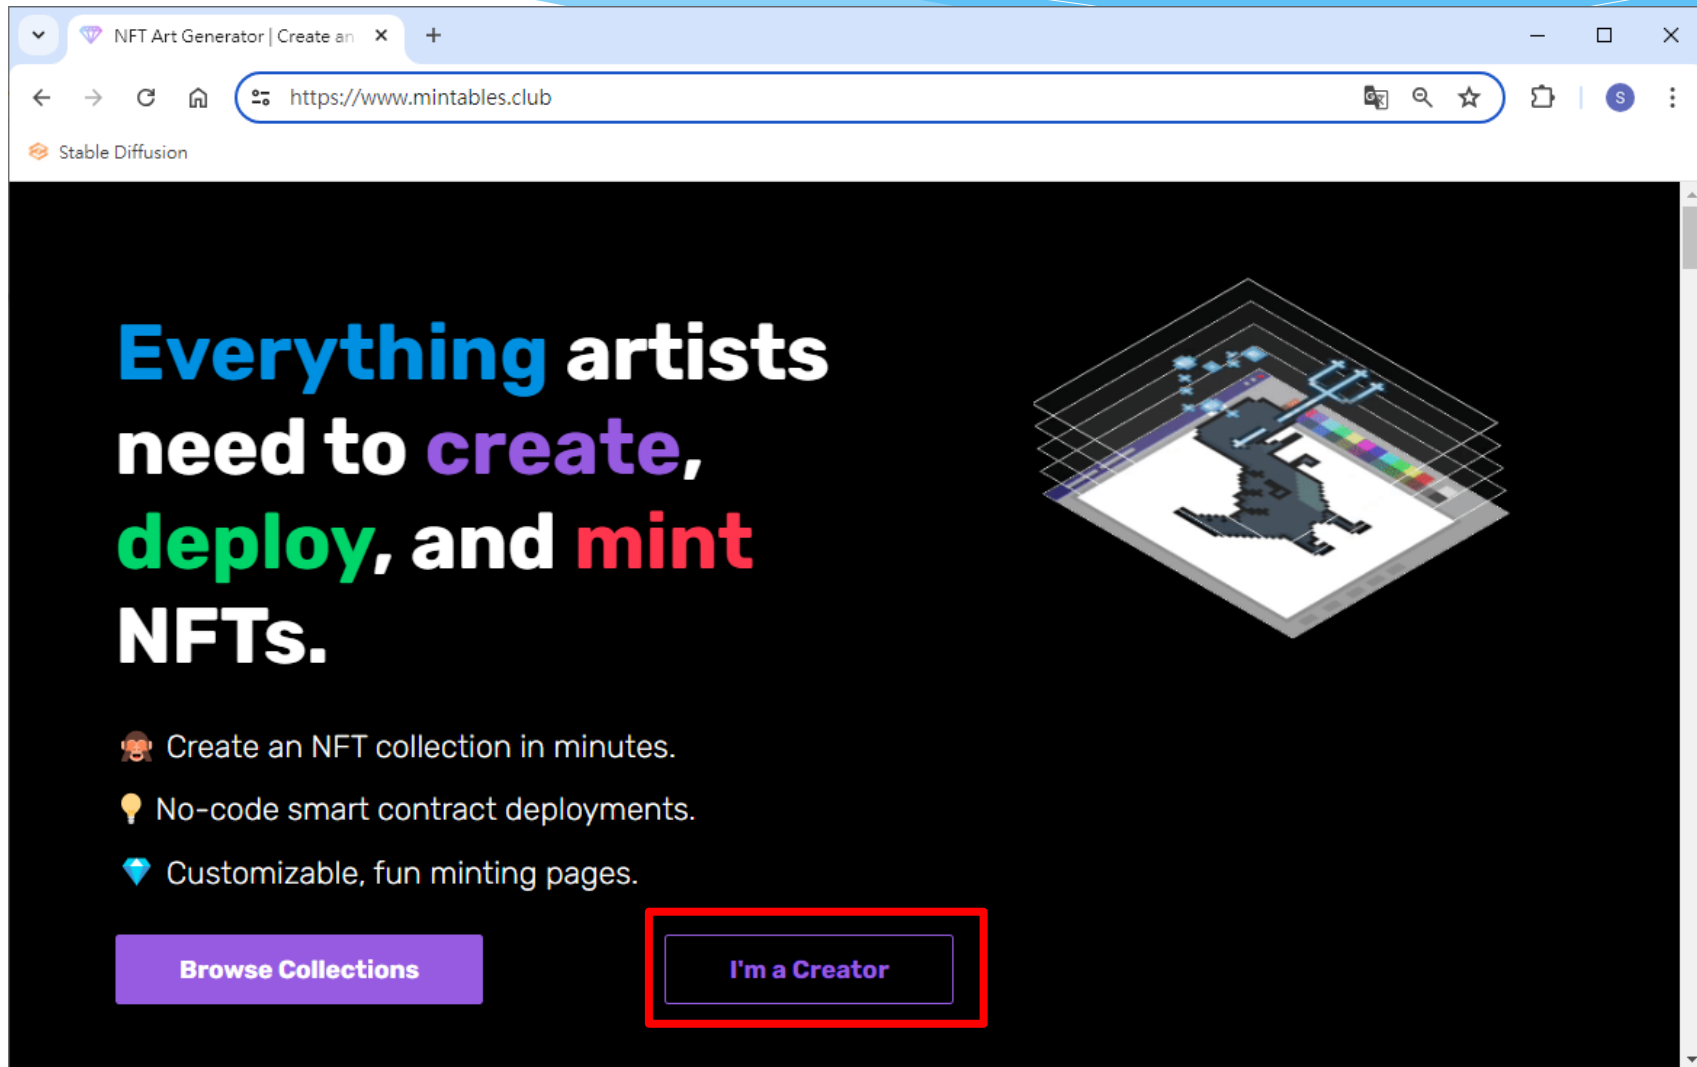 NFT Art Generator | Create an
https://www.mintables.club
S
Stable Diffusion
Everything artists
need to create,
deploy, and mint
NFTs.
Create an NFT collection in minutes.
No-code smart contract deployments.
Customizable, fun minting pages.
Browse Collections
I'm a Creator